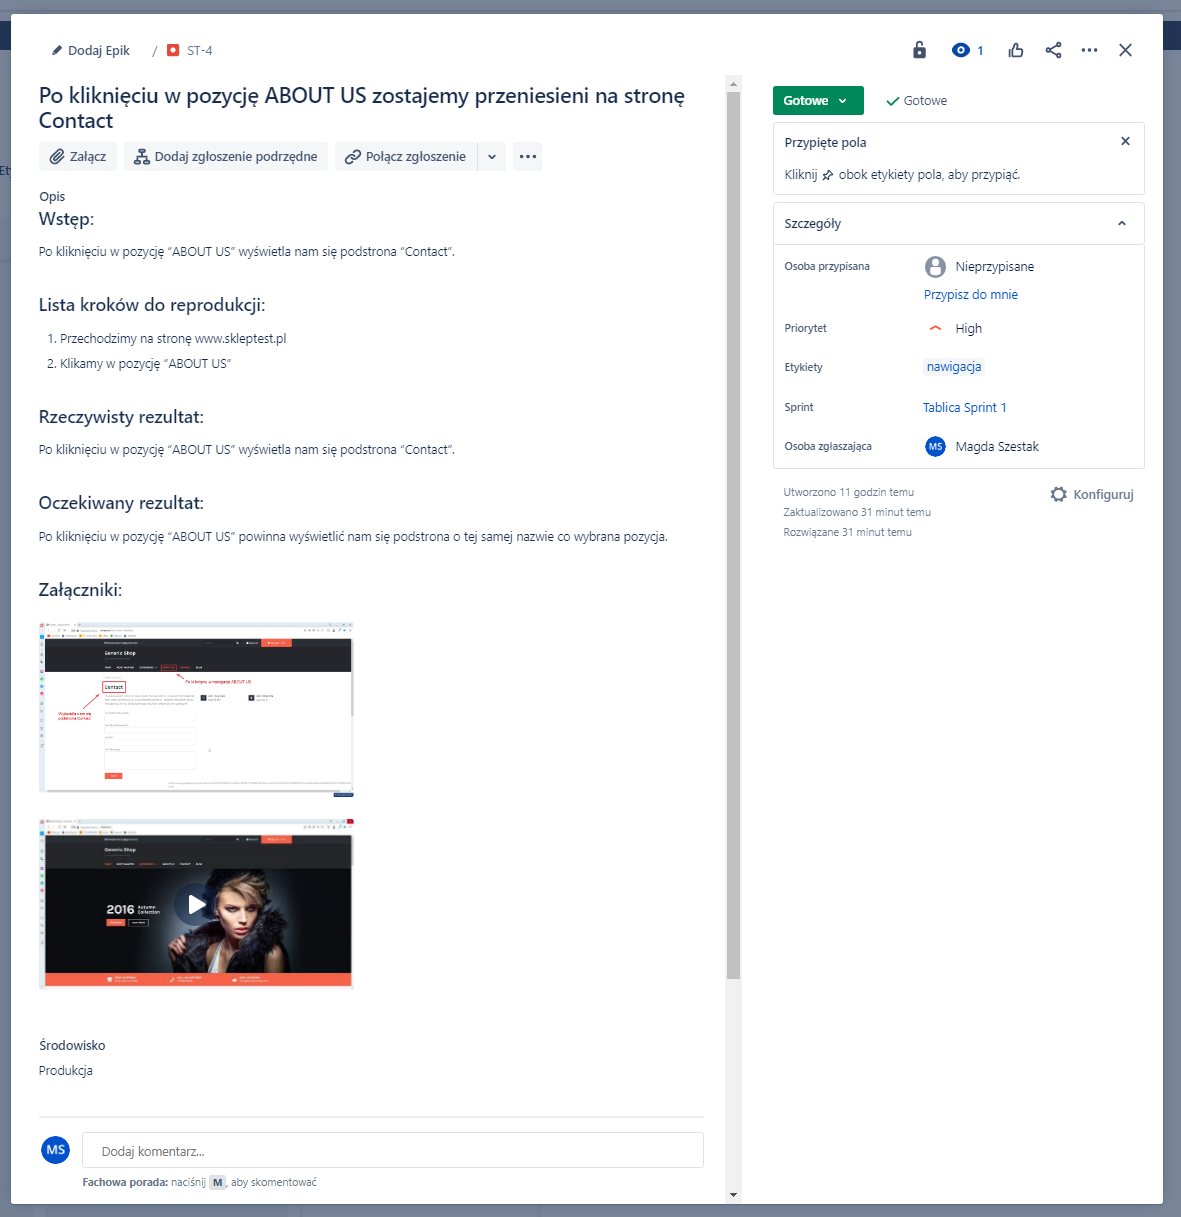 Dodaj Epik / ST-4
1
Po kliknięciu w pozycję ABOUT US zostajemy przeniesieni na stronę
Contact
Załącz
Dodaj zgłoszenie podrzędne
Połącz zgłoszenie
Opis
Wstęp:
Po kliknięciu w pozycję “ABOUT US” wyświetla nam się podstrona “Contact”.
Lista kroków do reprodukcji:
1. Przechodzimy na stronę www.skleptest.pl
2. Klikamy w pozycję “ABOUT US”
Rzeczywisty rezultat:
Po kliknięciu w pozycję “ABOUT US” wyświetla nam się podstrona “Contact”.
Oczekiwany rezultat:
Po kliknięciu w pozycję “ABOUT US” powinna wyświetlić nam się podstrona o tej samej nazwie co wybrana pozycja.
Załączniki:
Generic Shop
Po kliknięciu w nawigację ABOUT US
Contact
Wyświetla nam się
podstrona Contact
Generic Shop
2016 Autumn
Collection
Środowisko
Produkcja
MS
Dodaj komentarz...
Fachowa porada: naciśnij M, aby skomentować
Gotowe
Gotowe
Przypięte pola
Kliknij obok etykiety pola, aby przypiąć.
Szczegóły
Osoba przypisana
Nieprzypisane
Przypisz do mnie
Priorytet
High
Etykiety
nawigacja
Sprint
Tablica Sprint 1
Osoba zgłaszająca
MS
Magda Szestak
Utworzono 11 godzin temu
Zaktualizowano 31 minut temu
Rozwiązane 31 minut temu
Konfiguruj